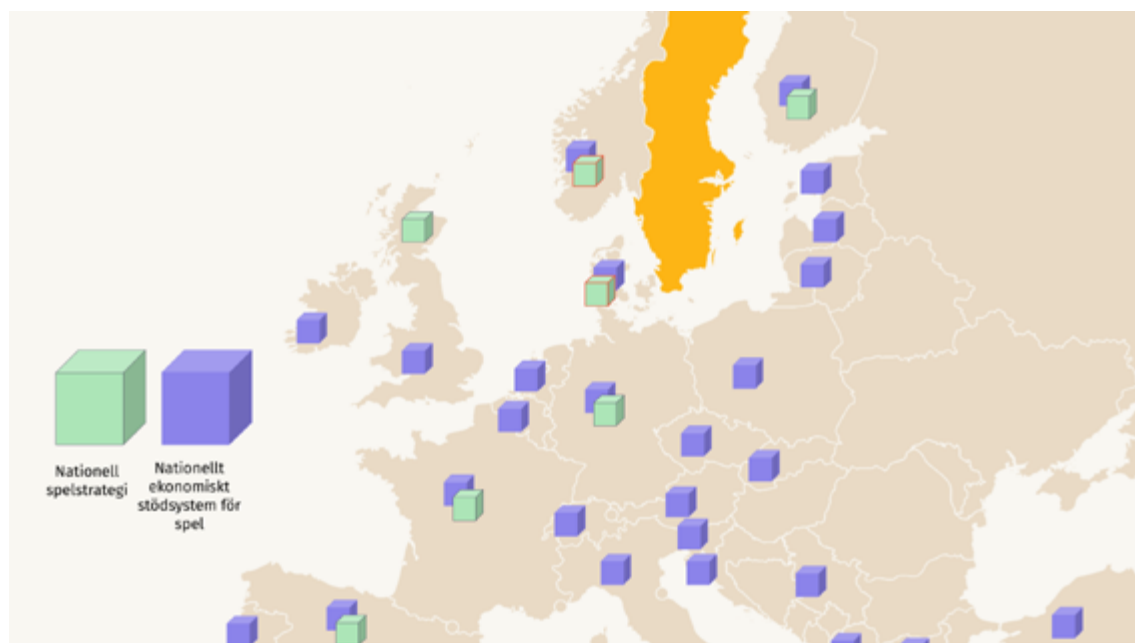 Nationell
spelstrategi
Nationellt
ekonomiskt
stödsystem för
spel